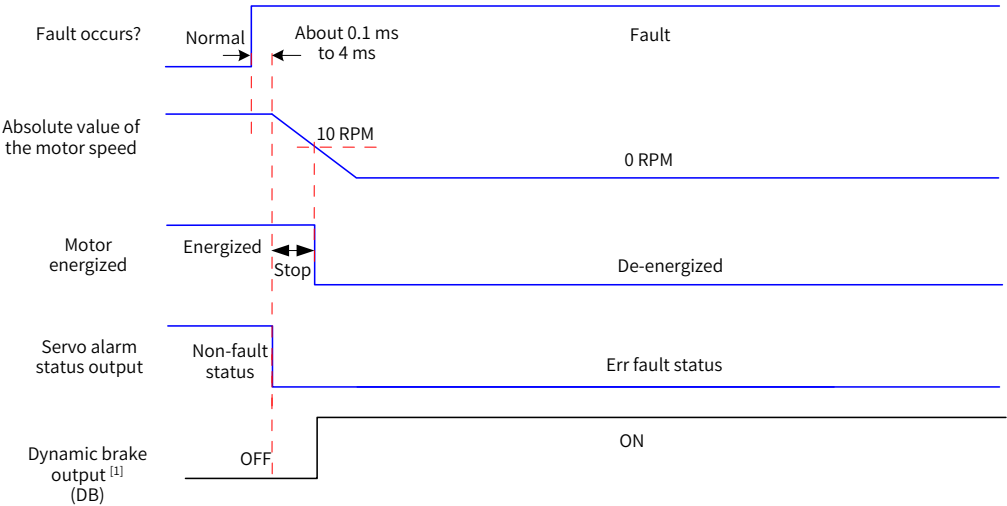 Fault occurs?
Normal
About 0.1 ms
to 4 ms
Fault
Absolute value of
the motor speed
10 RPM
0 RPM
Motor
energized
Energized
Stop
De-energized
Servo alarm
status output
Non-fault
status
Err fault status
Dynamic brake
output [1]
(DB)
OFF
ON